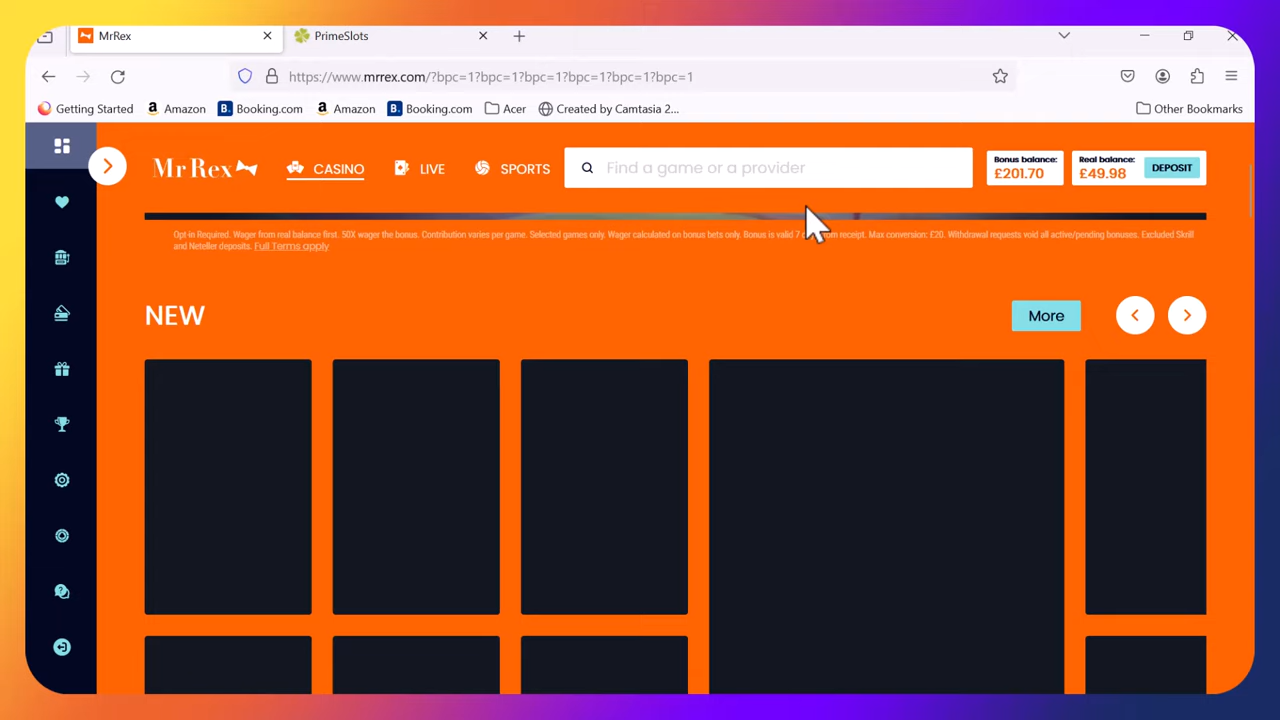 MrRex
PrimeSlots
https://www.mrrex.com/?bpc=1?bpc=1?bpc=1?bpc=1?bpc=1?bpc=1
Getting Started
Amazon
B. Booking.com
Amazon
B. Booking.com
Acer
Created by Camtasia 2...
Other Bookmarks
Mr Rex
CASINO
LIVE
SPORTS
Find a game or a provider
Bonus balance:
£201.70
Real balance:
£49.98
DEPOSIT
Opt-in Required. Wager from real balance first. 50X wager the bonus. Contribution varies per game. Selected games only. Wager calculated on bonus bets only. Bonus is valid 7 from receipt. Max conversion: £20. Withdrawal requests void all active/pending bonuses. Excluded Skrill
and Neteller deposits. Full Terms apply
NEW
More